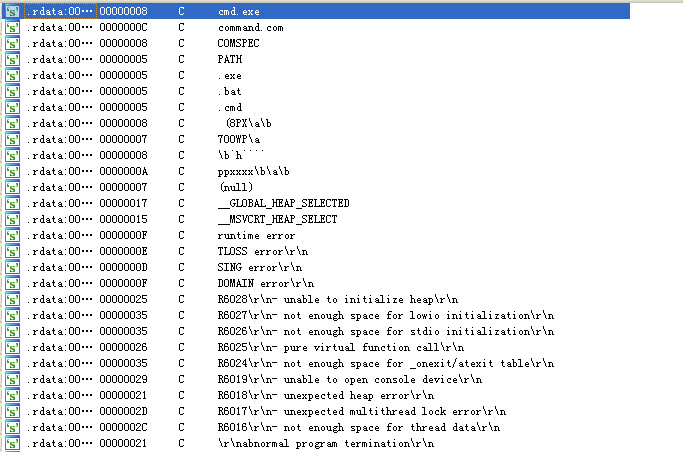 's' .rdata:00··· 00000008 C cmd.exe
's' .rdata:00··· 0000000C C command.com
's' .rdata:00··· 00000008 C COMSPEC
's' .rdata:00··· 00000005 C PATH
's' .rdata:00··· 00000005 C .exe
's' .rdata:00··· 00000005 C .bat
's' .rdata:00··· 00000005 C .cmd
's' .rdata:00··· 00000008 C (8PX\a\b
's' .rdata:00··· 00000007 C 700WP\a
's' .rdata:00··· 00000008 C \b`h````
's' .rdata:00··· 0000000A C ppxxxx\b\a\b
's' .rdata:00··· 00000007 C (null)
's' .rdata:00··· 00000017 C __GLOBAL_HEAP_SELECTED
's' .rdata:00··· 00000015 C __MSVCRT_HEAP_SELECT
's' .rdata:00··· 0000000F C runtime error
's' .rdata:00··· 0000000E C TLOSS error\r\n
's' .rdata:00··· 0000000D C SING error\r\n
's' .rdata:00··· 0000000F C DOMAIN error\r\n
's' .rdata:00··· 00000025 C R6028\r\n- unable to initialize heap\r\n
's' .rdata:00··· 00000035 C R6027\r\n- not enough space for lowio initialization\r\n
's' .rdata:00··· 00000035 C R6026\r\n- not enough space for stdio initialization\r\n
's' .rdata:00··· 00000026 C R6025\r\n- pure virtual function call\r\n
's' .rdata:00··· 00000035 C R6024\r\n- not enough space for _onexit/atexit table\r\n
's' .rdata:00··· 00000029 C R6019\r\n- unable to open console device\r\n
's' .rdata:00··· 00000021 C R6018\r\n- unexpected heap error\r\n
's' .rdata:00··· 0000002D C R6017\r\n- unexpected multithread lock error\r\n
's' .rdata:00··· 0000002C C R6016\r\n- not enough space for thread data\r\n
's' .rdata:00··· 00000021 C \r\nabnormal program termination\r\n